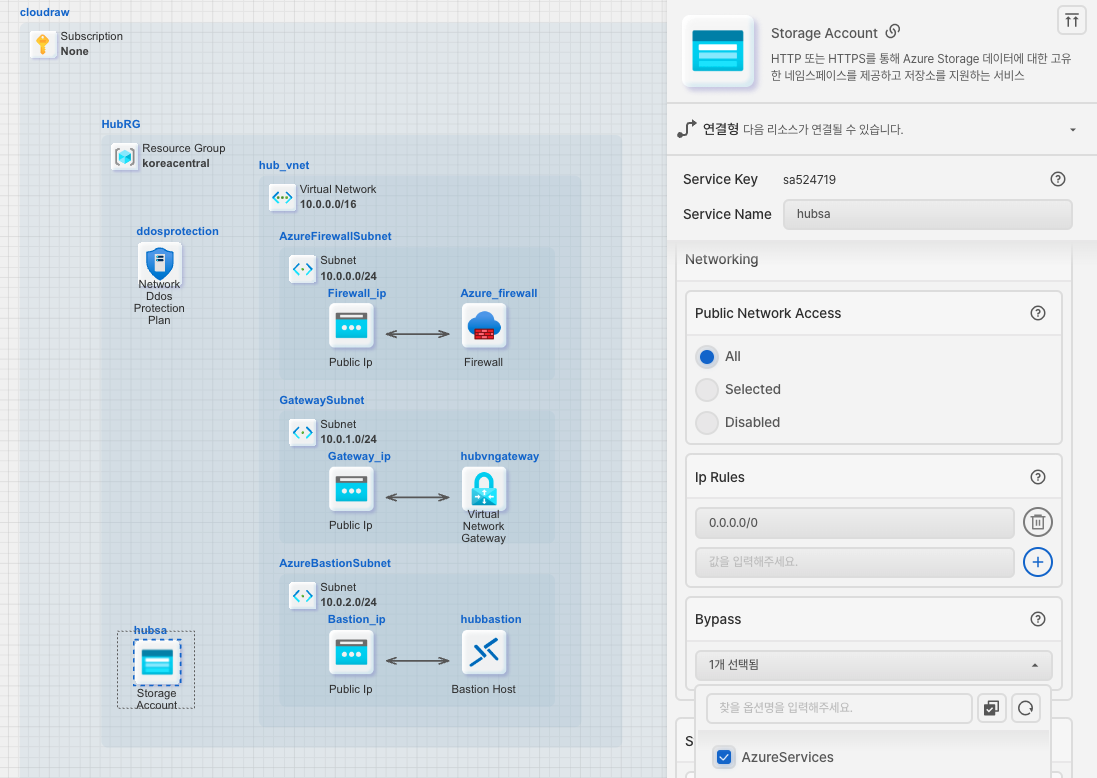 cloudraw
Subscription
None
HubRG
Resource Group
koreacentral
hub_vnet
Virtual Network
10.0.0.0/16
ddosprotection
Network
Ddos
Protection
Plan
AzureFirewallSubnet
Subnet
10.0.0.0/24
Firewall_ip
Azure_firewall
Public Ip
Firewall
GatewaySubnet
Subnet
10.0.1.0/24
Gateway_ip
hubvngateway
Public Ip
Virtual
Network
Gateway
AzureBastionSubnet
Subnet
10.0.2.0/24
Bastion_ip
hubbastion
Public Ip
Bastion Host
hubsa
Storage
Account
Storage Account
HTTP 또는 HTTPS를 통해 Azure Storage 데이터에 대한 고유
한 네임스페이스를 제공하고 저장소를 지원하는 서비스
연결형 다음 리소스가 연결될 수 있습니다.
Service Key sa524719
Service Name hubsa
Networking
Public Network Access
All
Selected
Disabled
Ip Rules
0.0.0.0/0
값을 입력해주세요.
Bypass
1개 선택됨
찾을 옵션명을 입력해주세요.
S
AzureServices